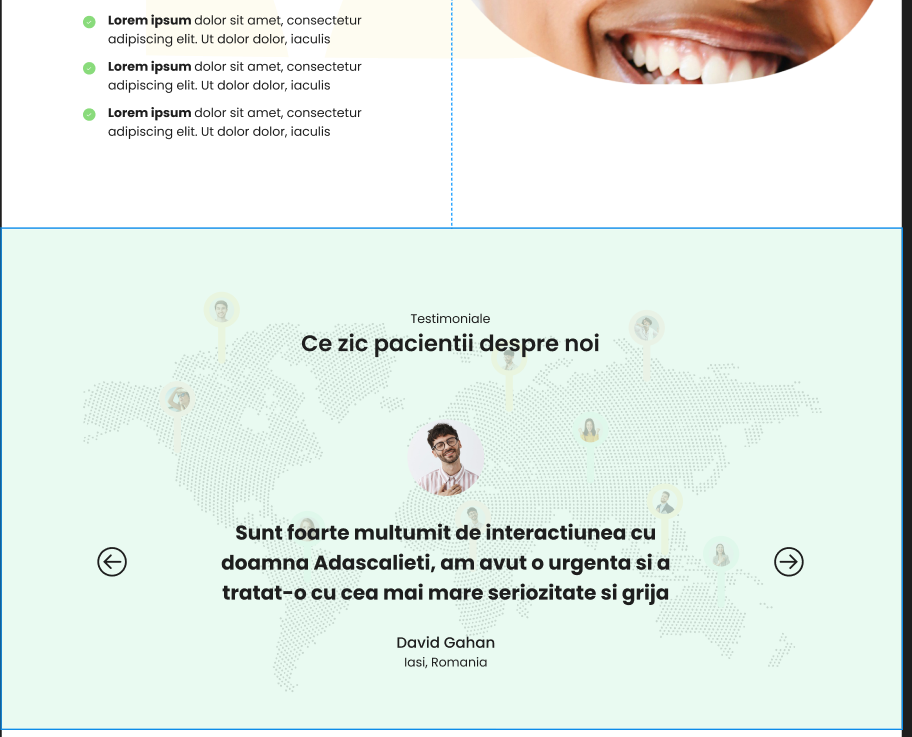 Lorem ipsum dolor sit amet, consectetur
adipiscing elit. Ut dolor dolor, iaculis
Lorem ipsum dolor sit amet, consectetur
adipiscing elit. Ut dolor dolor, iaculis
Lorem ipsum dolor sit amet, consectetur
adipiscing elit. Ut dolor dolor, iaculis
Testimoniale
Ce zic pacientii despre noi
Sunt foarte multumit de interactiunea cu
doamna Adascalieti, am avut o urgenta si a
tratat-o cu cea mai mare seriozitate si grija
David Gahan
Iasi, Romania